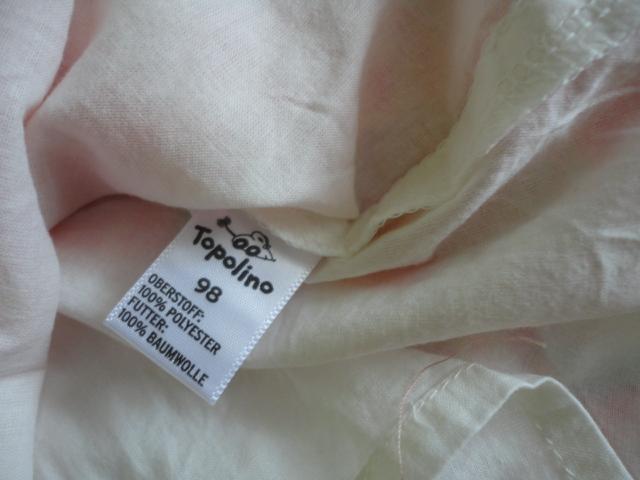 Topolino
98
OBERSTOFF:
100% POLYESTER
FUTTER:
100% BAUMWOLLE